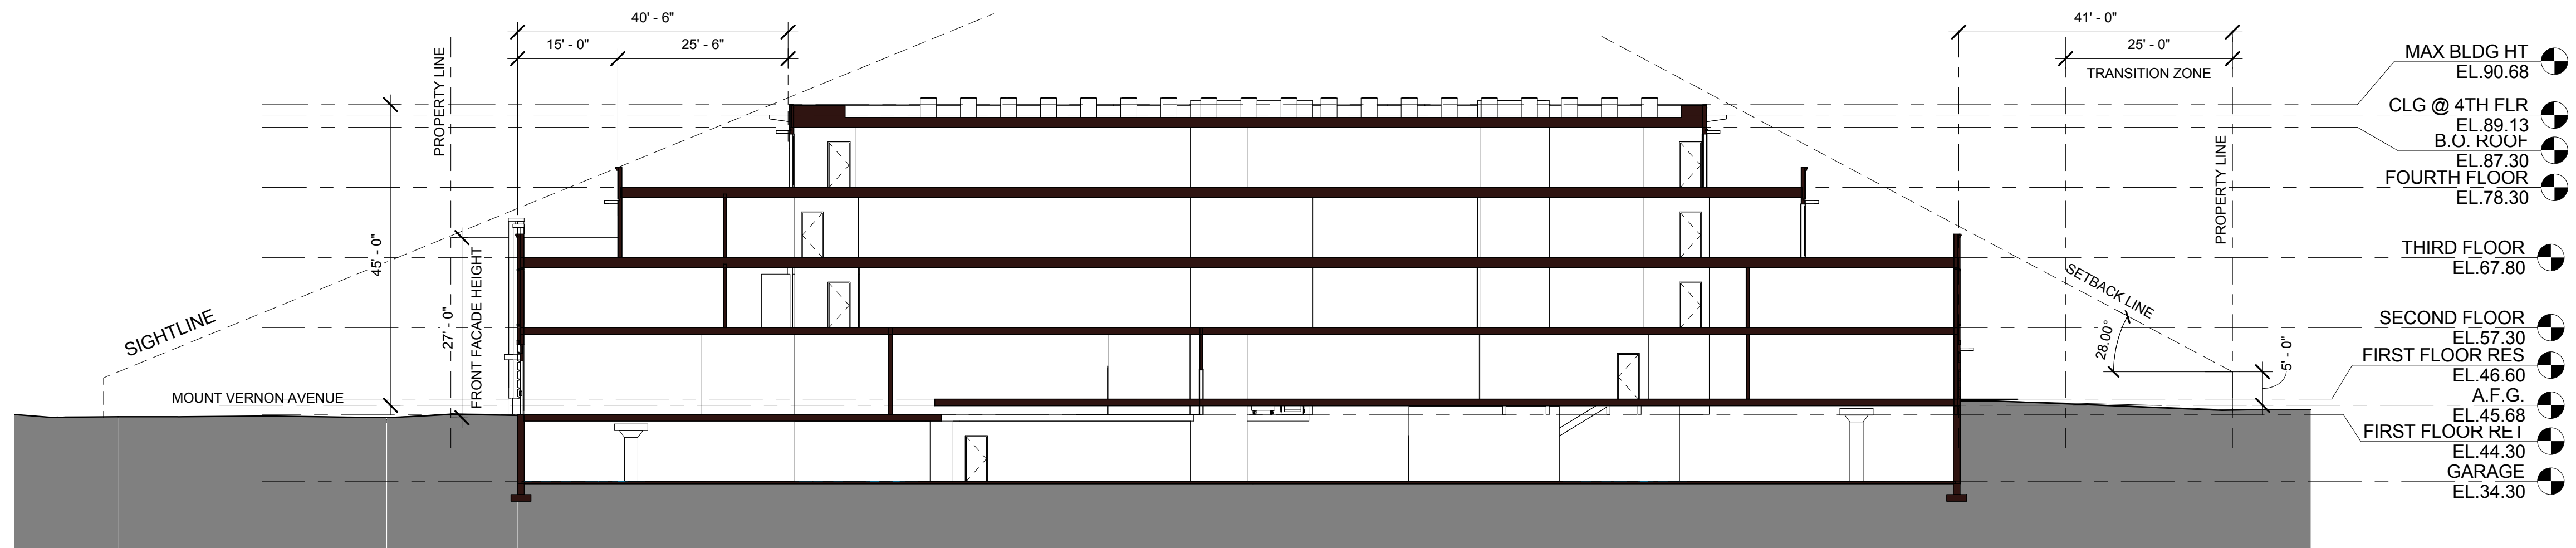 40' - 6"
15' - 0"
25' - 6"
PROPERTY LINE
45' - 0"
27' - 0"
FRONT FACADE HEIGHT
SIGHTLINE
MOUNT VERNON AVENUE
41' - 0"
25' - 0"
TRANSITION ZONE
PROPERTY LINE
SETBACK LINE
28.00°
5' - 0"
MAX BLDG HT
EL.90.68
CLG @ 4TH FLR
EL.89.13
B.O. ROOF
EL.87.30
FOURTH FLOOR
EL.78.30
THIRD FLOOR
EL.67.80
SECOND FLOOR
EL.57.30
FIRST FLOOR RES
EL.46.60
A.F.G.
EL.45.68
FIRST FLOOR RET
EL.44.30
GARAGE
EL.34.30